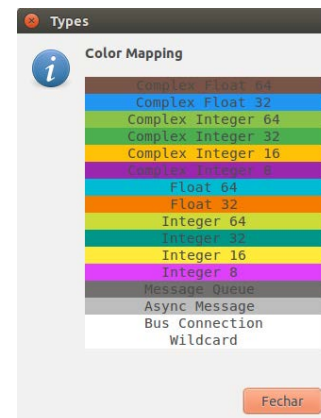 Types
Color Mapping
Complex Float 64
Complex Float 32
Complex Integer 64
Complex Integer 32
Complex Integer 16
Complex Integer 8
Float 64
Float 32
Integer 64
Integer 32
Integer 16
Integer 8
Message Queue
Async Message
Bus Connection
Wildcard
Fechar